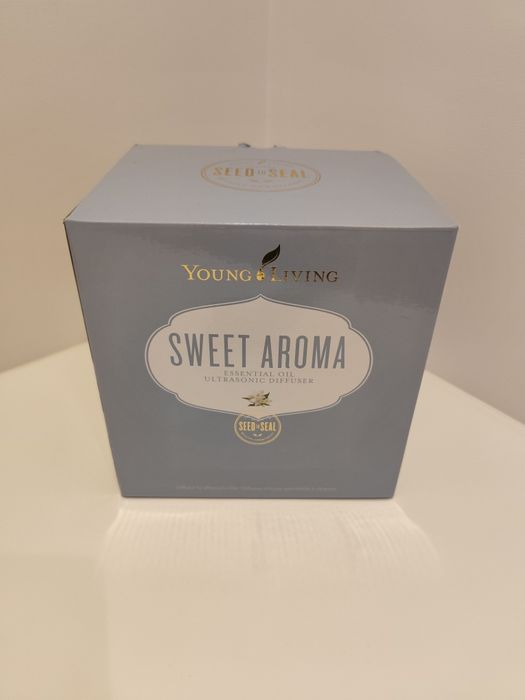 SEED TO SEAL
YOUNG LIVING
SWEET AROMA
ESSENTIAL OIL
ULTRASONIC DIFFUSER
SEED TO SEAL